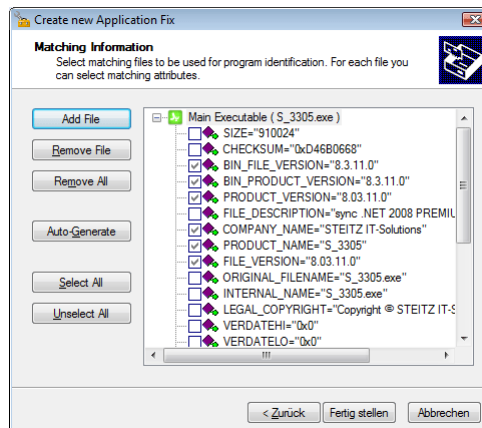 Create new Application Fix
Matching Information
Select matching files to be used for program identification. For each file you
can select matching attributes.
Add File
Remove File
Remove All
Auto-Generate
Select All
Unselect All
Main Executable ( S_3305.exe )
SIZE="910024"
CHECKSUM="0xD46B0668"
BIN_FILE_VERSION="8.3.11.0"
BIN_PRODUCT_VERSION="8.3.11.0"
PRODUCT_VERSION="8.03.11.0"
FILE_DESCRIPTION="sync .NET 2008 PREMIU
COMPANY_NAME="STEITZ IT-Solutions"
PRODUCT_NAME="S_3305"
FILE_VERSION="8.03.11.0"
ORIGINAL_FILENAME="S_3305.exe"
INTERNAL_NAME="S_3305.exe"
LEGAL_COPYRIGHT="Copyright © STEITZ IT-S
VERDATEHI="0x0"
VERDATELO="0x0"
< Zurück
Fertig stellen
Abbrechen